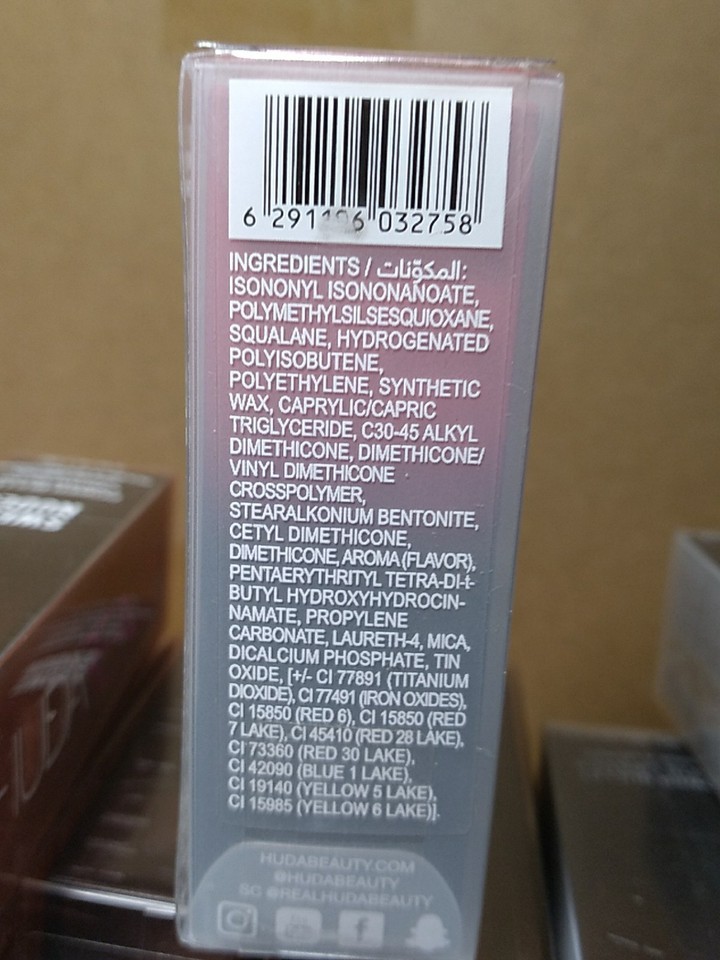 6 291106 032758
INGREDIENTS / المكوّنات:
ISONONYL ISONONANOATE,
POLYMETHYLSILSESQUIOXANE,
SQUALANE, HYDROGENATED
POLYISOBUTENE,
POLYETHYLENE, SYNTHETIC
WAX, CAPRYLIC/CAPRIC
TRIGLYCERIDE, C30-45 ALKYL
DIMETHICONE, DIMETHICONE/
VINYL DIMETHICONE
CROSSPOLYMER,
STEARALKONIUM BENTONITE,
CETYL DIMETHICONE,
DIMETHICONE, AROMA (FLAVOR),
PENTAERYTHRITYL TETRA-DI-t-
BUTYL HYDROXYHYDROCIN-
NAMATE, PROPYLENE
CARBONATE, LAURETH-4, MICA,
DICALCIUM PHOSPHATE, TIN
OXIDE, [+/- CI 77891 (TITANIUM
DIOXIDE), CI 77491 (IRON OXIDES),
CI 15850 (RED 6), CI 15850 (RED
7 LAKE), CI 45410 (RED 28 LAKE),
CI 73360 (RED 30 LAKE),
CI 42090 (BLUE 1 LAKE),
CI 19140 (YELLOW 5 LAKE),
CI 15985 (YELLOW 6 LAKE)].
HUDABEAUTY.COM
@HUDABEAUTY
SC @REALHUDABEAUTY